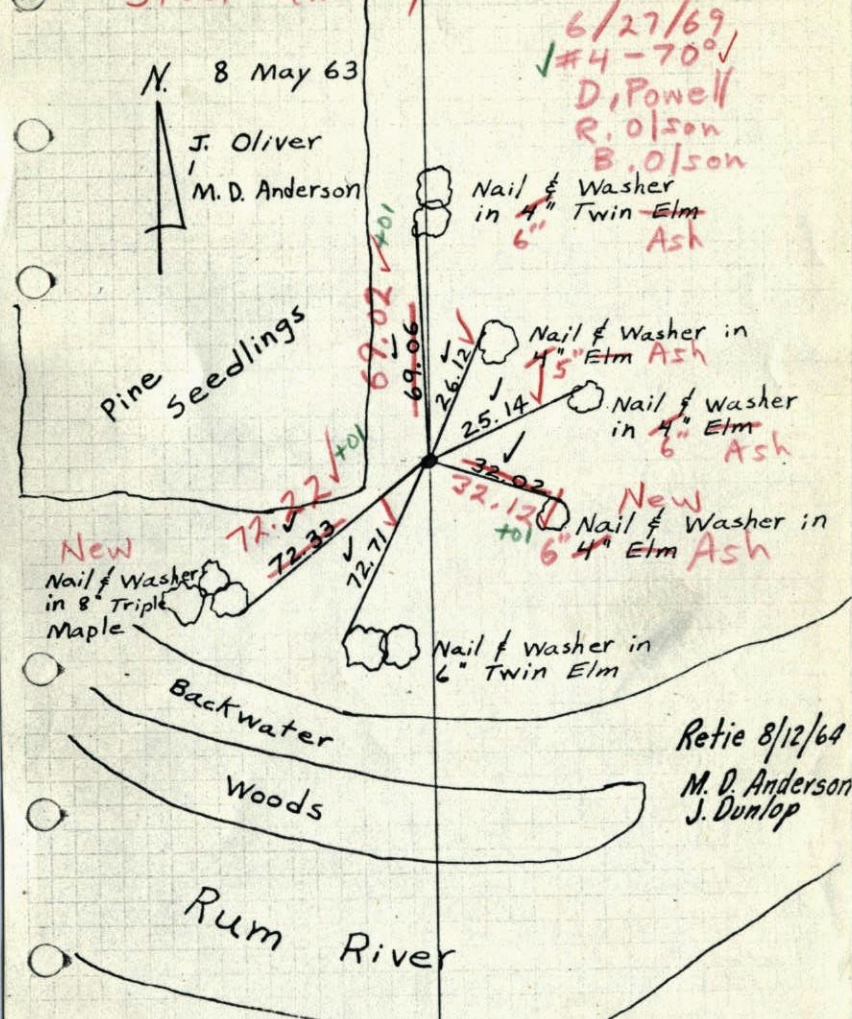 6/27/69
✓#4 - 70° ✓
D. Powell
R. Olson
B. Olson
N. 8 May 63
J. Oliver
M. D. Anderson
Nail & Washer
in 4" Twin Elm
6" Ash
69.02 ✓ +01
69.06
26.12
Nail & Washer in
4" Elm Ash
5"
25.14
Nail & Washer
in 4" Elm
6" Ash
32.02
32.12
+01
New
Nail & Washer in
6" 4" Elm Ash
Pine
Seedlings
72.22 ✓ +01
72.33
72.71
New
Nail & Washer
in 8" Triple
Maple
Nail & Washer in
6" Twin Elm
Backwater
Woods
Retie 8/12/64
M. D. Anderson
J. Dunlop
Rum River